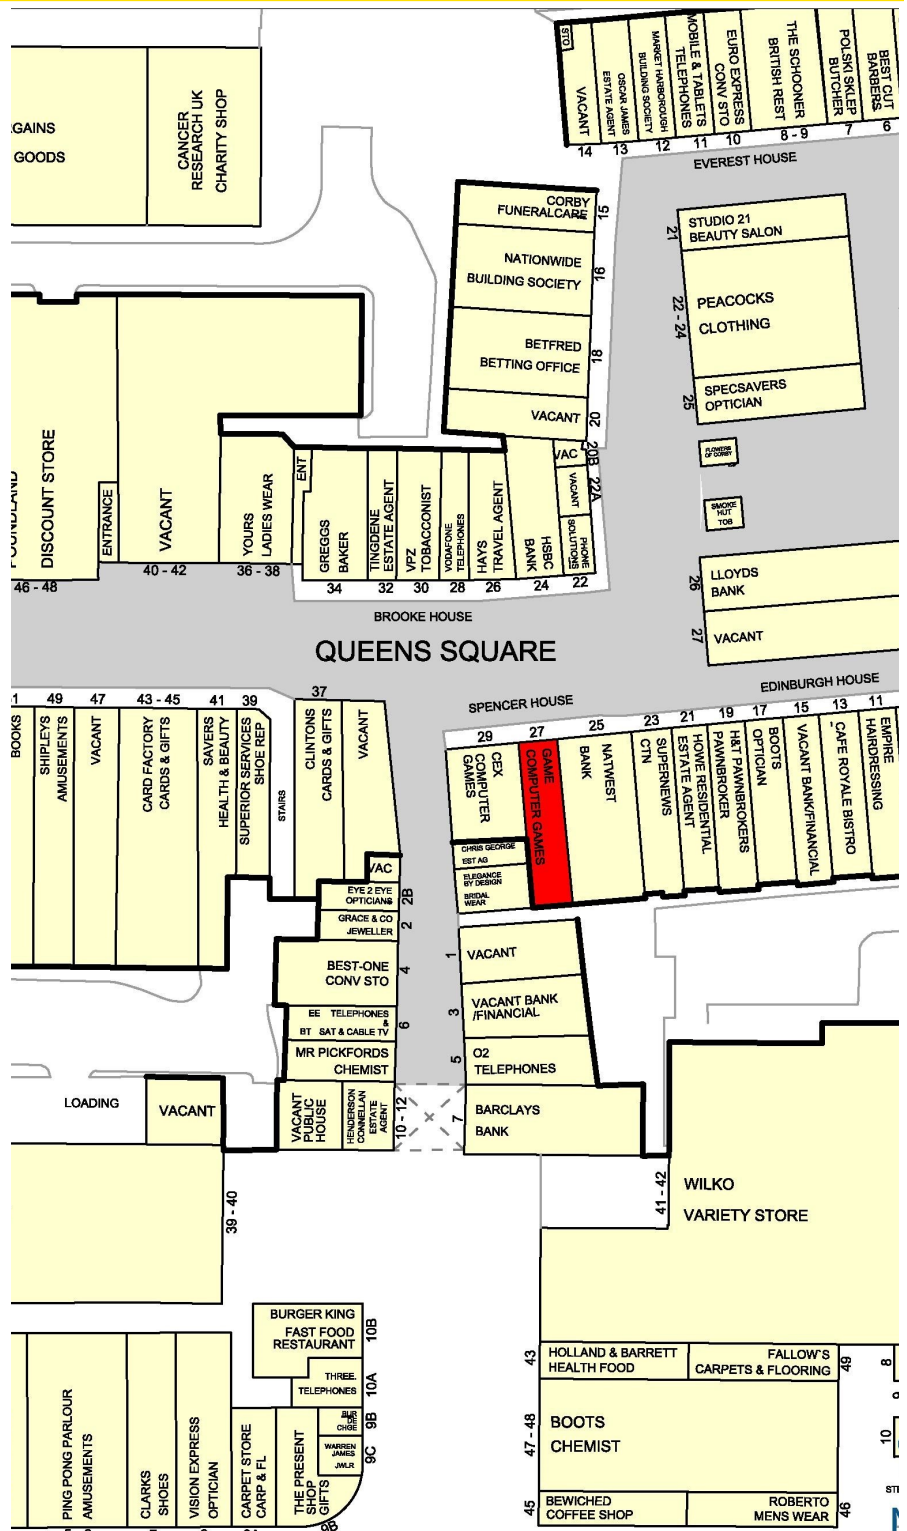 STO
VACANT
14
OSCAR JAMES
ESTATE AGENT
13
MARKET HARBOROUGH
BUILDING SOCIETY
12
MOBILE & TABLETS
TELEPHONES
11
EURO EXPRESS
CONV STO
10
THE SCHOONER
BRITISH REST
8 - 9
POLSKI SKLEP
BUTCHER
7
BEST CUT
BARBERS
6
EVEREST HOUSE
GOODS
CANCER
RESEARCH UK
CHARITY SHOP
CORBY
FUNERALCARE
15
NATIONWIDE
BUILDING SOCIETY
16
BETFRED
BETTING OFFICE
18
VACANT
20
STUDIO 21
BEAUTY SALON
21
PEACOCKS
CLOTHING
22 - 24
SPECSAVERS
OPTICIAN
25
FLOWERS
OF CORBY
SMOKE
HUT
TOB
LLOYDS
BANK
26
VACANT
27
DISCOUNT STORE
46 - 48
ENTRANCE
VACANT
40 - 42
YOURS
LADIES WEAR
36 - 38
ENT
GREGGS
BAKER
34
TINGDENE
ESTATE AGENT
32
VPZ
TOBACCONIST
30
VODAFONE
TELEPHONES
28
HAYS
TRAVEL AGENT
26
HSBC
BANK
24
VAC
20B
VACANT
22A
PHONE
SOLUTIONS
22
BROOKE HOUSE
QUEENS SQUARE
SPENCER HOUSE
EDINBURGH HOUSE
BOOKS
49
SHIPLEYS
AMUSEMENTS
47
VACANT
43 - 45
CARD FACTORY
CARDS & GIFTS
41
SAVERS
HEALTH & BEAUTY
39
SUPERIOR SERVICES
SHOE REP
STAIRS
37
CLINTONS
CARDS & GIFTS
VACANT
29
CEX
COMPUTER
GAMES
27
GAME
COMPUTER GAMES
25
NATWEST
BANK
23
SUPERNEWS
CTN
21
HOWE RESIDENTIAL
ESTATE AGENT
19
H&T PAWNBROKERS
PAWNBROKER
17
BOOTS
OPTICIAN
15
VACANT BANK/FINANCIAL
13
CAFE ROYALE BISTRO
11
EMPIRE
HAIRDRESSING
CHRIS GEORGE
EST AG
ELEGANCE
BY DESIGN
BRIDAL
WEAR
VAC
EYE 2 EYE
OPTICIANS
2B
GRACE & CO
JEWELLER
2
BEST-ONE
CONV STO
4
EE TELEPHONES
&
BT SAT & CABLE TV
6
MR PICKFORDS
CHEMIST
VACANT
PUBLIC
HOUSE
HENDERSON
CONNELLAN
ESTATE
AGENT
10 - 12
VACANT
1
VACANT BANK
/FINANCIAL
3
O2
TELEPHONES
5
BARCLAYS
BANK
7
LOADING
VACANT
39 - 40
WILKO
VARIETY STORE
41 - 42
BURGER KING
FAST FOOD
RESTAURANT
10B
THREE.
TELEPHONES
10A
BUR
DE
CHGE
9B
WARREN
JAMES
JWLR
9C
PING PONG PARLOUR
AMUSEMENTS
CLARKS
SHOES
VISION EXPRESS
OPTICIAN
CARPET STORE
CARP & FL
THE PRESENT
SHOP
GIFTS
9B
43
HOLLAND & BARRETT
HEALTH FOOD
FALLOW`S
CARPETS & FLOORING
49
BOOTS
CHEMIST
47 - 48
45
BEWICHED
COFFEE SHOP
ROBERTO
MENS WEAR
46
8
9
10